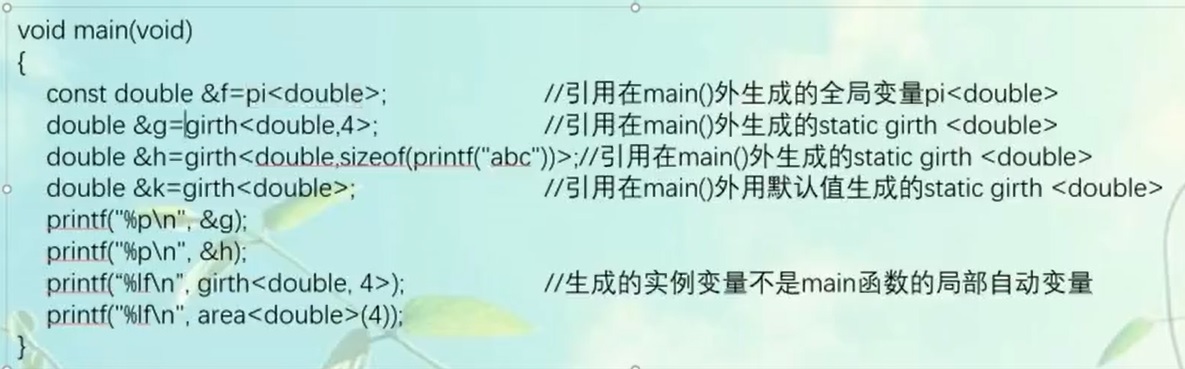 void main(void)
{
const double &f=pi<double>; //引用在main()外生成的全局变量pi<double>
double &g=girth<double,4>; //引用在main()外生成的static girth <double>
double &h=girth<double,sizeof(printf("abc"))>;//引用在main()外生成的static girth <double>
double &k=girth<double>; //引用在main()外用默认值生成的static girth <double>
printf("%p\n", &g);
printf("%p\n", &h);
printf(“%lf\n”, girth<double, 4>); //生成的实例变量不是main函数的局部自动变量
printf("%lf\n", area<double>(4));
}